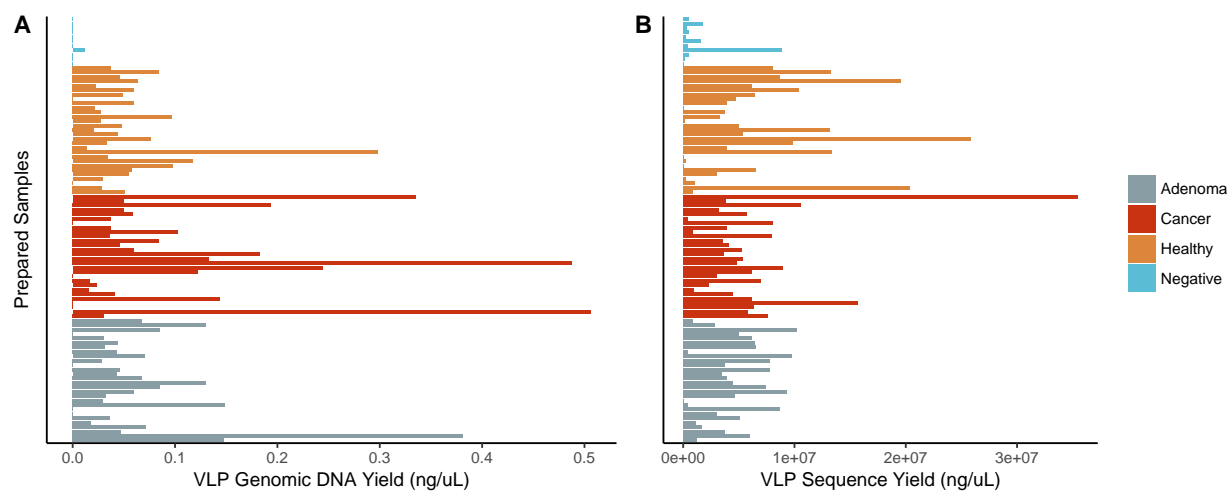 A
B
Prepared Samples
Adenoma
Cancer
Healthy
Negative
0.0 0.1 0.2 0.3 0.4 0.5
0e+00 1e+07 2e+07 3e+07
VLP Genomic DNA Yield (ng/uL)
VLP Sequence Yield (ng/uL)